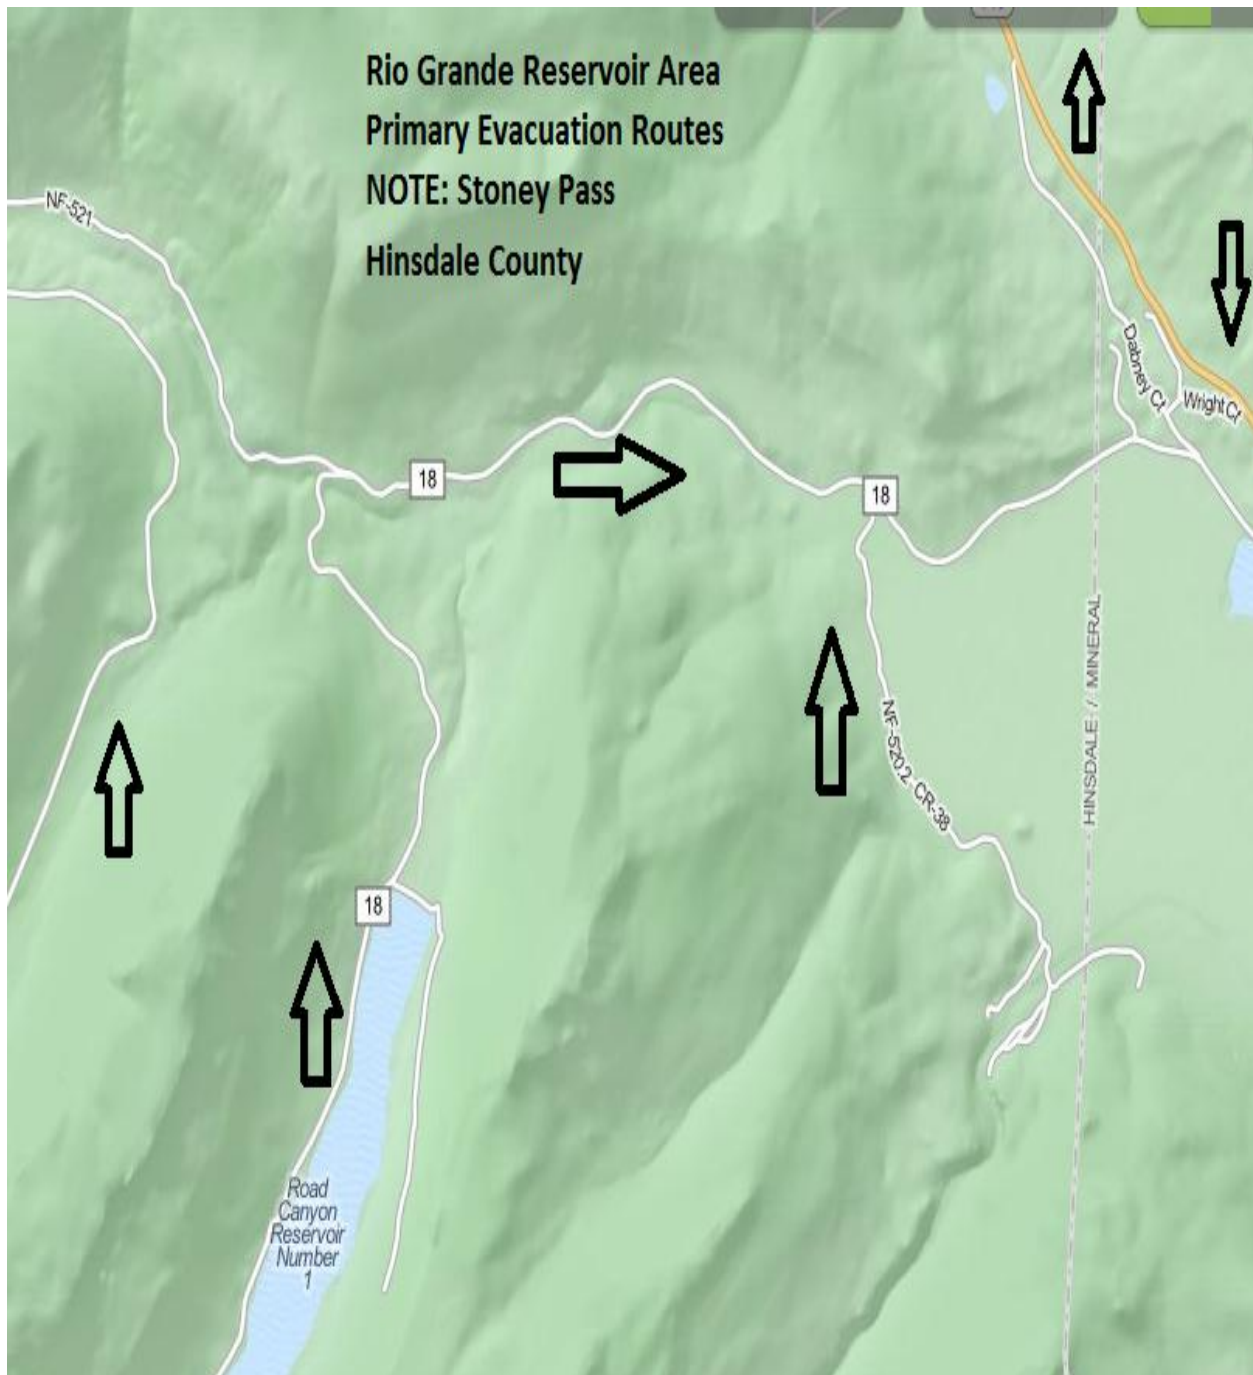 Rio Grande Reservoir Area
Primary Evacuation Routes
NOTE: Stoney Pass
Hinsdale County
NF-521
Dabney Ct
Wright Ct
18
18
HINSDALE / MINERAL
NF-520.2, CR-38
18
Road
Canyon
Reservoir
Number
1